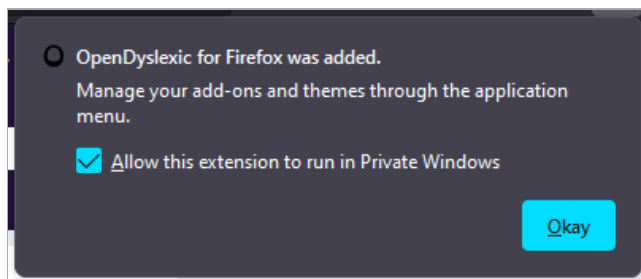 OpenDyslexic for Firefox was added.
Manage your add-ons and themes through the application
menu.
Allow this extension to run in Private Windows
Okay